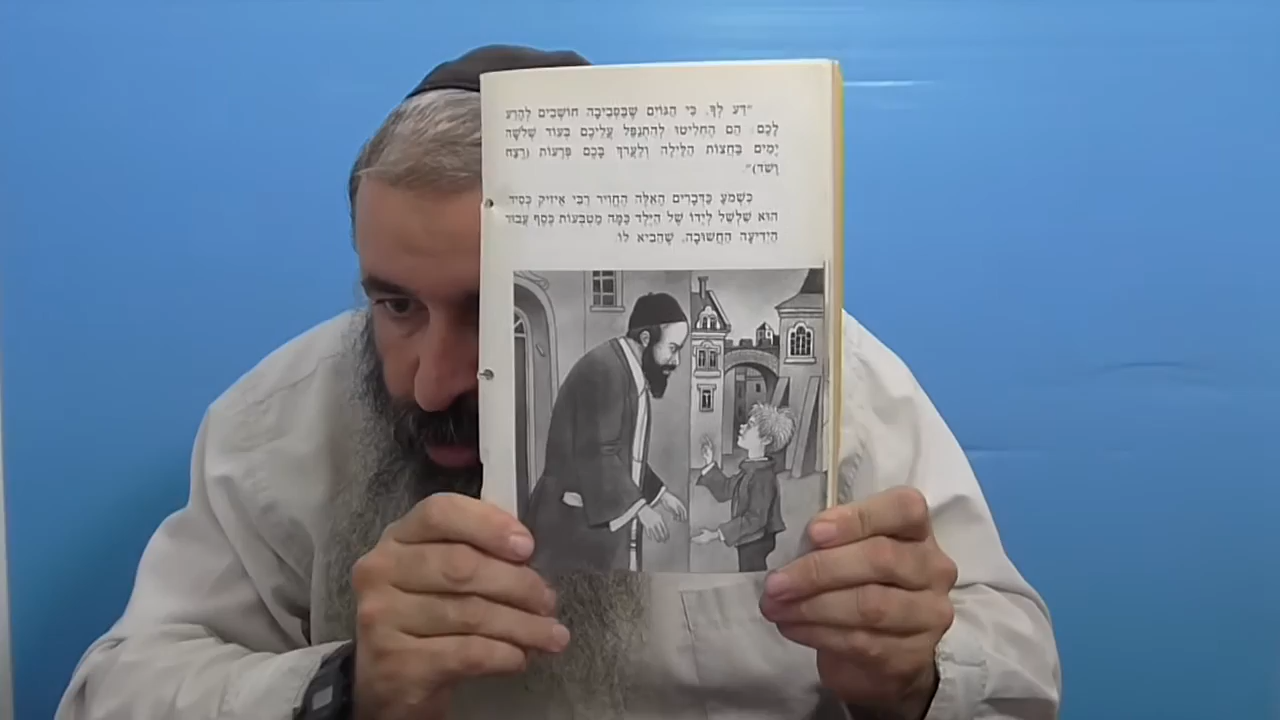 "דַּע לְךָ, כִּי הַגּוֹיִם שֶׁבַּסְּבִיבָה חוֹשְׁבִים לְהָרַע
לָכֶם. הֵם הֶחְלִיטוּ לְהִתְנַפֵּל עֲלֵיכֶם בְּעוֹד שְׁלֹשָׁה
יָמִים בַּחֲצוֹת הַלַּיְלָה וְלַעֲרֹךְ בָּכֶם פְּרָעוֹת (רֶצַח
וָשֹׁד)".
כְּשָׁמְעוֹ כַּדְּבָרִים הָאֵלֶּה הֶחֱוִיר רַבִּי אַיְזִיק כְּסִיד.
הוּא שִׁלְשֵׁל לְיָדוֹ שֶׁל הַיֶּלֶד כַּמָּה מַטְבְּעוֹת כֶּסֶף עֲבוּר
הַיְדִיעָה הַחֲשׁוּבָה, שֶׁהֵבִיא לוֹ.